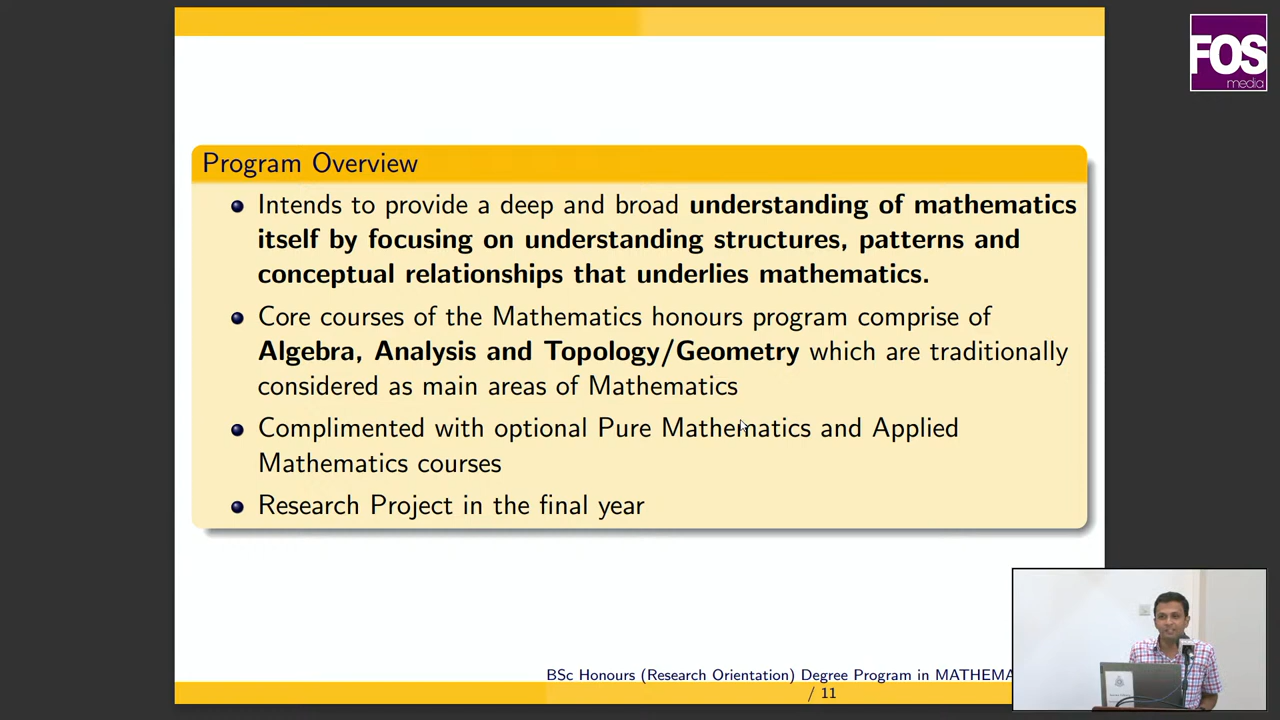 FOS
media
Program Overview
Intends to provide a deep and broad understanding of mathematics
itself by focusing on understanding structures, patterns and
conceptual relationships that underlies mathematics.
Core courses of the Mathematics honours program comprise of
Algebra, Analysis and Topology/Geometry which are traditionally
considered as main areas of Mathematics
Complimented with optional Pure Mathematics and Applied
Mathematics courses
Research Project in the final year
BSc Honours (Research Orientation) Degree Program in MATHEMA
/ 11